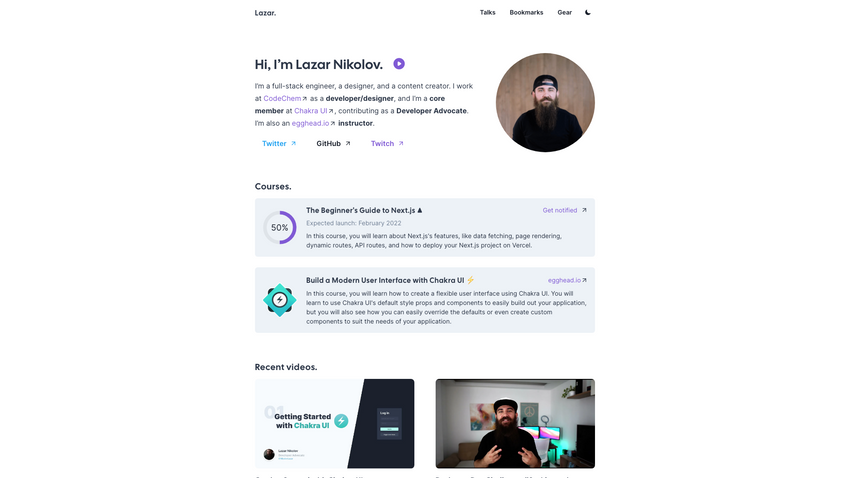 Lazar.
Talks
Bookmarks
Gear
Hi, I'm Lazar Nikolov.
I'm a full-stack engineer, a designer, and a content creator. I work
at CodeChem as a developer/designer, and I'm a core
member at Chakra UI, contributing as a Developer Advocate.
I'm also an egghead.io instructor.
Twitter
GitHub
Twitch
Courses.
50%
The Beginner's Guide to Next.js
Get notified
Expected launch: February 2022
In this course, you will learn about Next.js's features, like data fetching, page rendering,
dynamic routes, API routes, and how to deploy your Next.js project on Vercel.
Build a Modern User Interface with Chakra UI ⚡
egghead.io
In this course, you will learn how to create a flexible user interface using Chakra UI. You will
learn to use Chakra UI's default style props and components to easily build out your application,
but you will also see how you can easily override the defaults or even create custom
components to suit the needs of your application.
Recent videos.
01
Getting Started
with Chakra UI
Log in